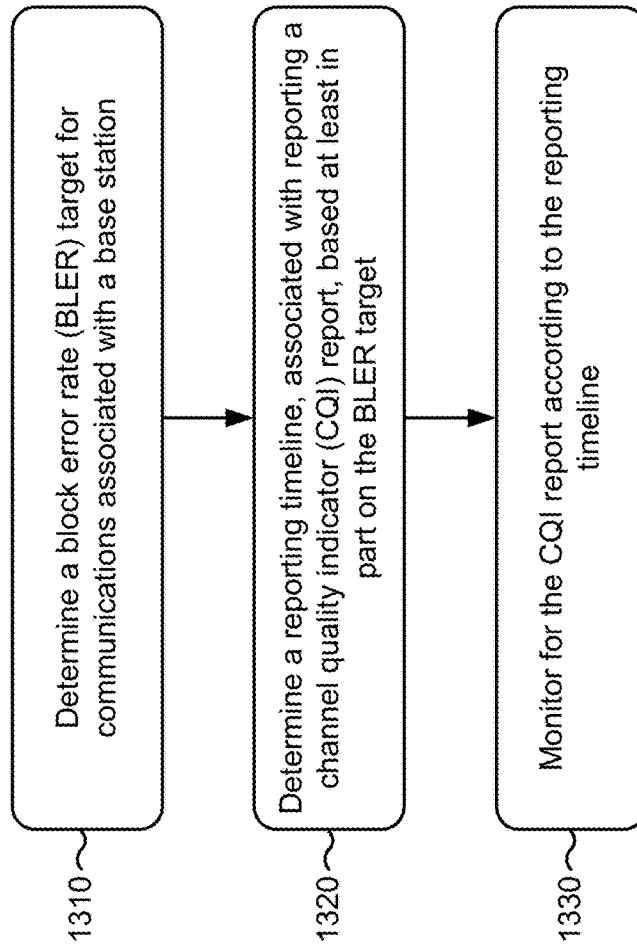 1310
Determine a block error rate (BLER) target for
communications associated with a base station
1320
Determine a reporting timeline, associated with reporting a
channel quality indicator (CQI) report, based at least in
part on the BLER target
1330
Monitor for the CQI report according to the reporting
timeline